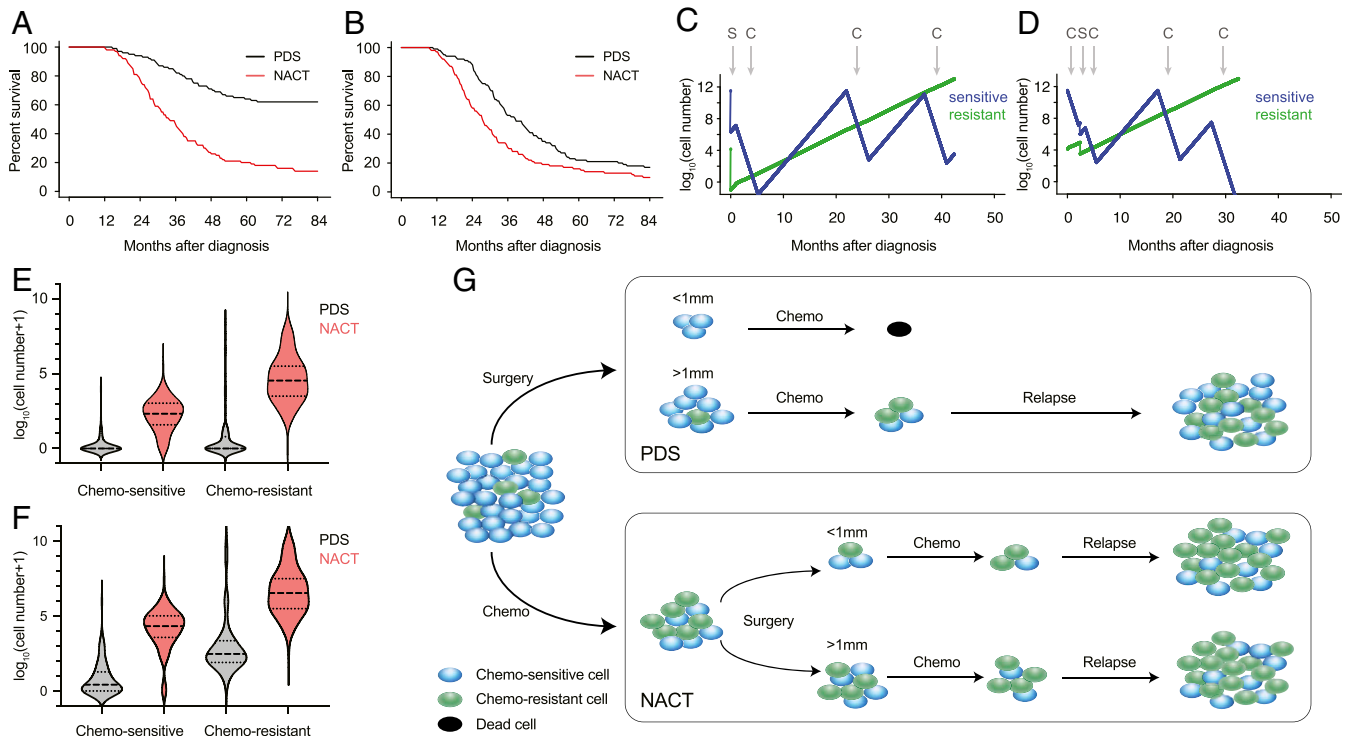 A
Percent survival
100
80
60
40
20
0
PDS
NACT
0 12 24 36 48 60 72 84
Months after diagnosis
B
Percent survival
100
80
60
40
20
0
PDS
NACT
0 12 24 36 48 60 72 84
Months after diagnosis
C
S C C C
log10(cell number)
12
8
4
0
sensitive
resistant
0 10 20 30 40 50
Months after diagnosis
D
C S C C C
log10(cell number)
12
8
4
0
sensitive
resistant
0 10 20 30 40 50
Months after diagnosis
E
log10(cell number+1)
10
5
0
PDS
NACT
Chemo-sensitive Chemo-resistant
F
log10(cell number+1)
10
5
0
PDS
NACT
Chemo-sensitive Chemo-resistant
G
Surgery
Chemo
<1mm
Chemo
>1mm
Chemo
Relapse
PDS
Surgery
<1mm
Chemo
Relapse
>1mm
Chemo
Relapse
NACT
Chemo-sensitive cell
Chemo-resistant cell
Dead cell